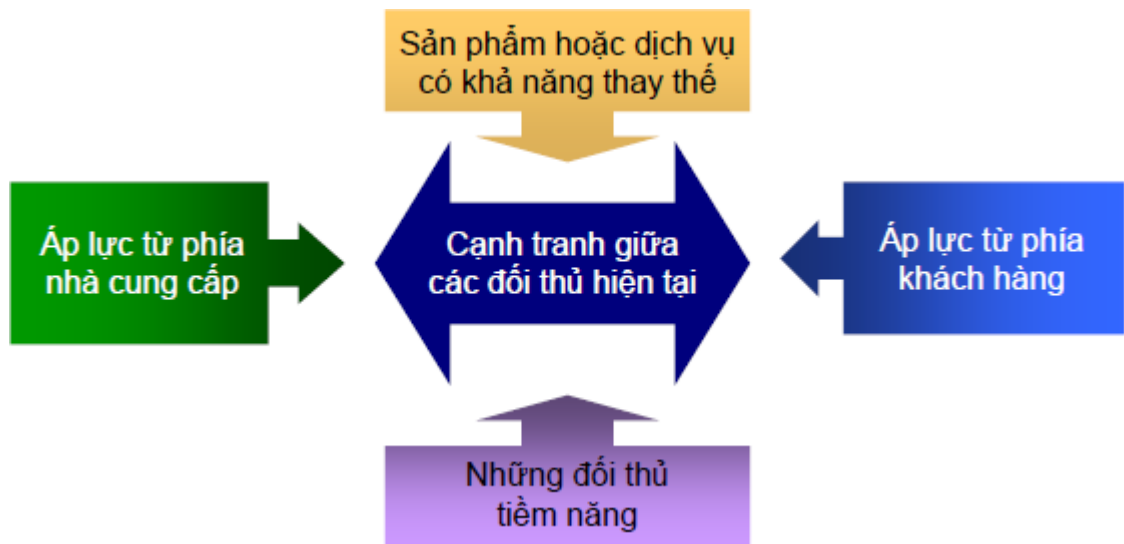 Sản phẩm hoặc dịch vụ
có khả năng thay thế
Áp lực từ phía
nhà cung cấp
Cạnh tranh giữa
các đối thủ hiện tại
Áp lực từ phía
khách hàng
Những đối thủ
tiềm năng